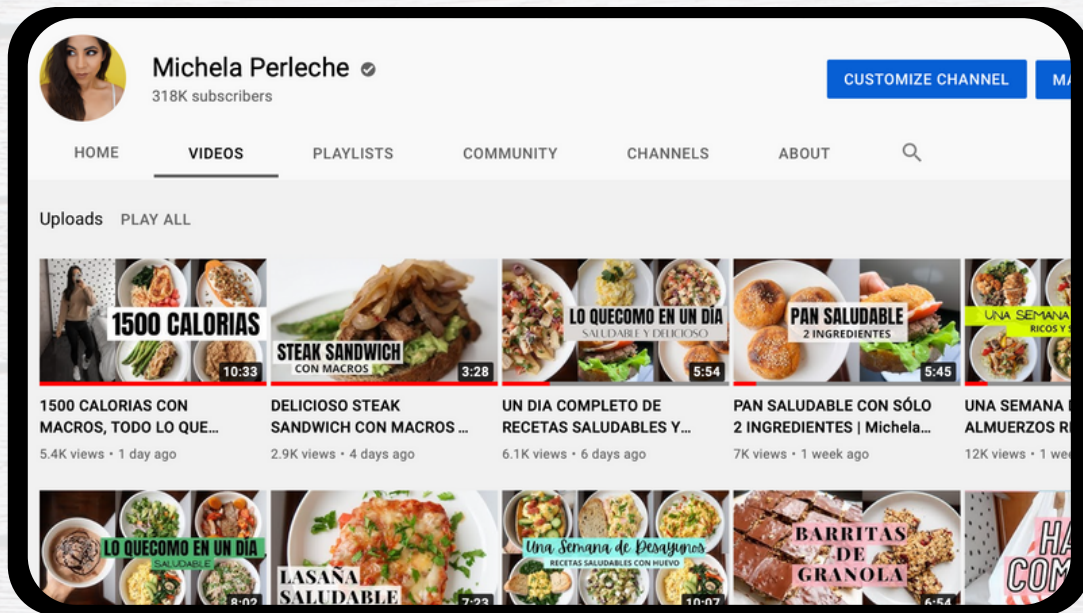 Michela Perleche
318K subscribers
CUSTOMIZE CHANNEL
HOME VIDEOS PLAYLISTS COMMUNITY CHANNELS ABOUT
Uploads PLAY ALL
1500 CALORIAS
10:33
STEAK SANDWICH
CON MACROS
3:28
LO QUECOMO EN UN DÍA
SALUDABLE Y DELICIOSO
5:54
PAN SALUDABLE
2 INGREDIENTES
5:45
UNA SEMANA
RICOS Y
1500 CALORIAS CON
MACROS, TODO LO QUE...
5.4K views • 1 day ago
DELICIOSO STEAK
SANDWICH CON MACROS ...
2.9K views • 4 days ago
UN DIA COMPLETO DE
RECETAS SALUDABLES Y...
6.1K views • 6 days ago
PAN SALUDABLE CON SÓLO
2 INGREDIENTES | Michela...
7K views • 1 week ago
UNA SEMANA
ALMUERZOS
12K views • 1
LO QUECOMO EN UN DÍA
SALUDABLE
8:02
LASAÑA
SALUDABLE
7:23
Una Semana de Desayunos
RECETAS SALUDABLES CON HUEVO
10:07
BARRITAS
DE
GRANOLA
6:54